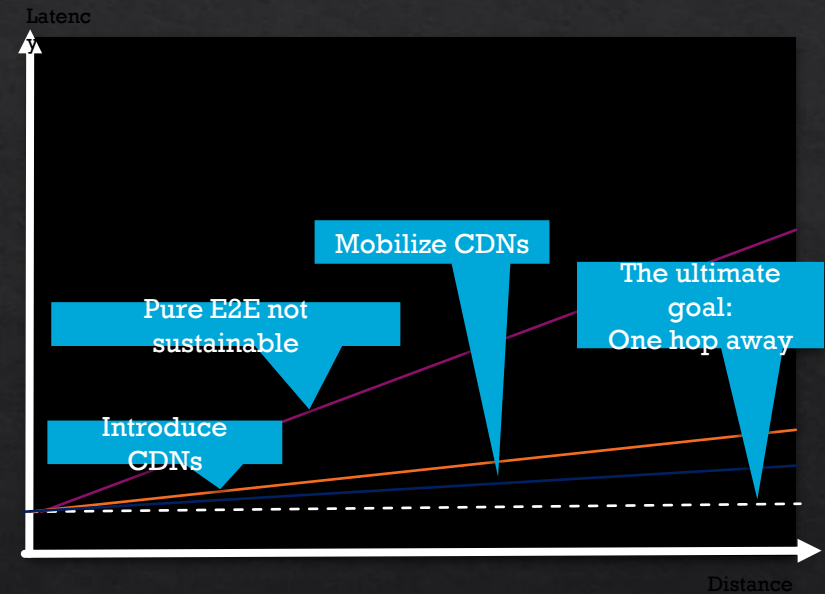 Latenc
y
Mobilize CDNs
The ultimate
goal:
One hop away
Pure E2E not
sustainable
Introduce
CDNs
Distance